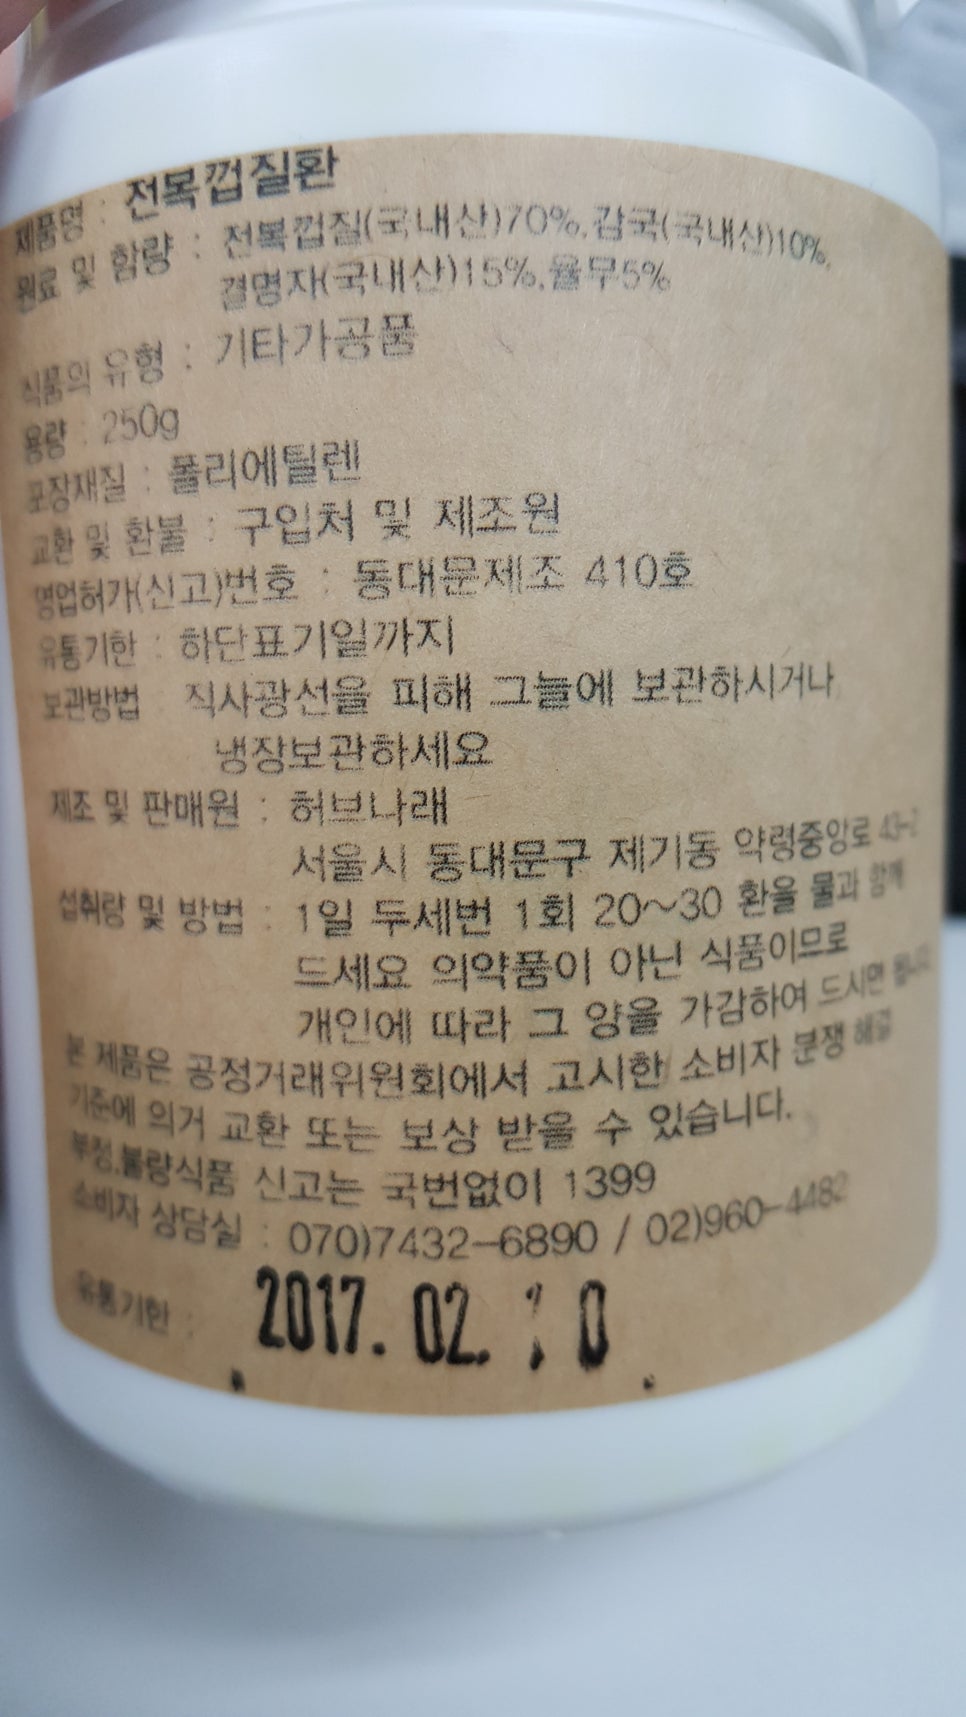 제품명 : 전복껍질환
원료 및 함량 : 전복껍질(국내산)70%,감국(국내산)10%,
결명자(국내산)15%,율무5%
식품의 유형 : 기타가공품
용량 : 250g
포장재질 : 폴리에틸렌
교환 및 환불 : 구입처 및 제조원
영업허가(신고)번호 : 동대문제조 410호
유통기한 : 하단표기일까지
보관방법 직사광선을 피해 그늘에 보관하시거나
냉장보관하세요
제조 및 판매원 : 허브나래
서울시 동대문구 제기동 약령중앙로 43-2
섭취량 및 방법 : 1일 두세번 1회 20~30 환을 물과 함께
드세요 의약품이 아닌 식품이므로
개인에 따라 그 양을 가감하여 드시면
본 제품은 공정거래위원회에서 고시한 소비자 분쟁 해결
기준에 의거 교환 또는 보상 받을 수 있습니다.
부정,불량식품 신고는 국번없이 1399
소비자 상담실 : 070)7432-6890 / 02)960-4482
유통기한 : 2017. 02. 10